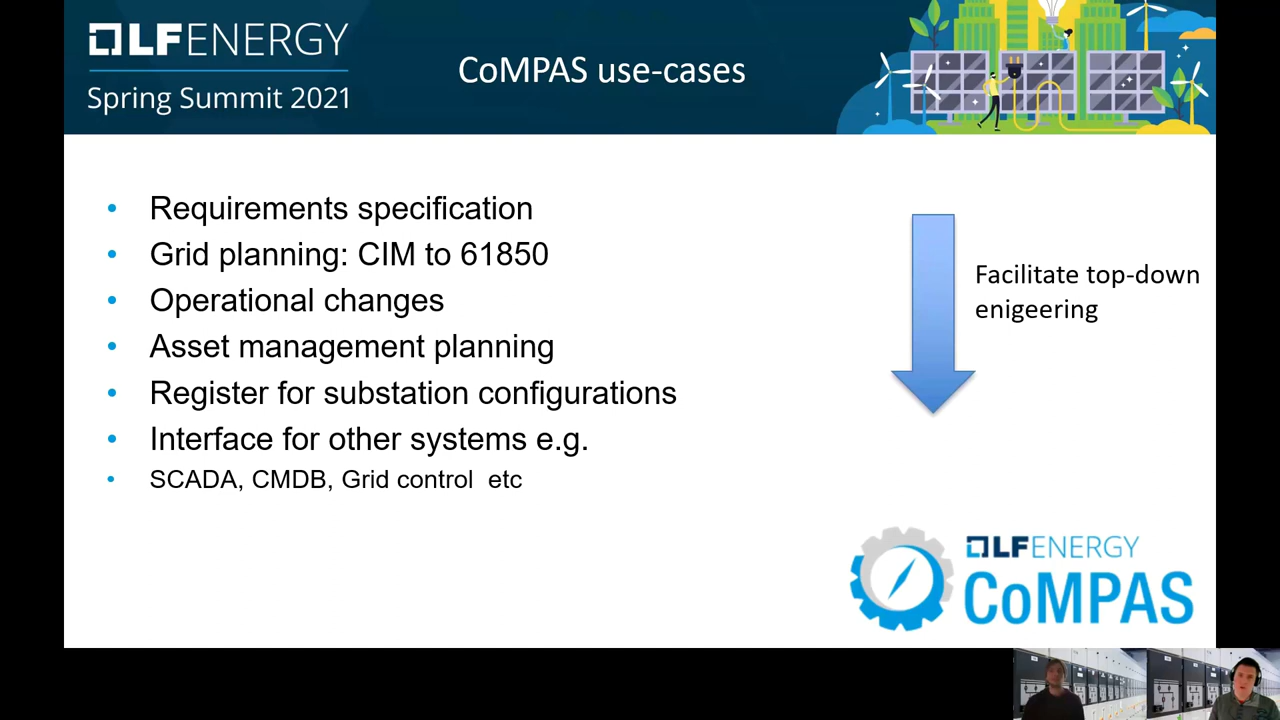 LFENERGY
Spring Summit 2021
CoMPAS use-cases
• Requirements specification
• Grid planning: CIM to 61850
• Operational changes
• Asset management planning
• Register for substation configurations
• Interface for other systems e.g.
• SCADA, CMDB, Grid control etc
Facilitate top-down
enigeering
LFENERGY
CoMPAS